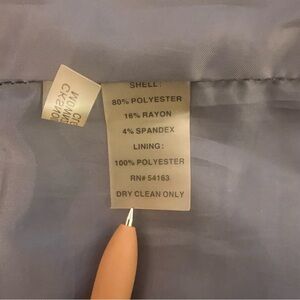 SHELL:
80% POLYESTER
16% RAYON
4% SPANDEX
LINING:
100% POLYESTER
RN# 54163
DRY CLEAN ONLY